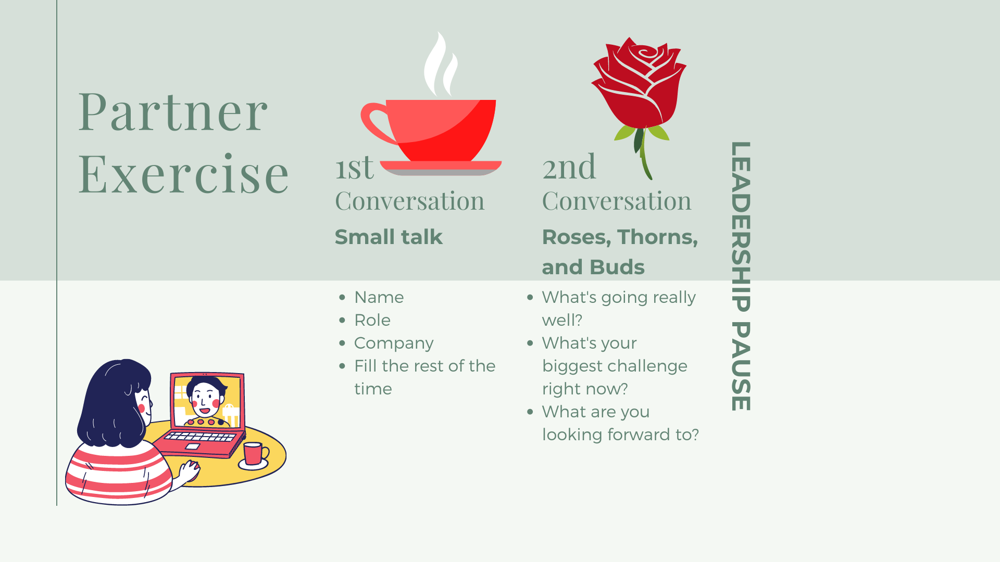 Partner
Exercise
1st
Conversation
Small talk
• Name
• Role
• Company
• Fill the rest of the
time
2nd
Conversation
Roses, Thorns,
and Buds
• What's going really
well?
• What's your
biggest challenge
right now?
• What are you
looking forward to?
LEADERSHIP PAUSE